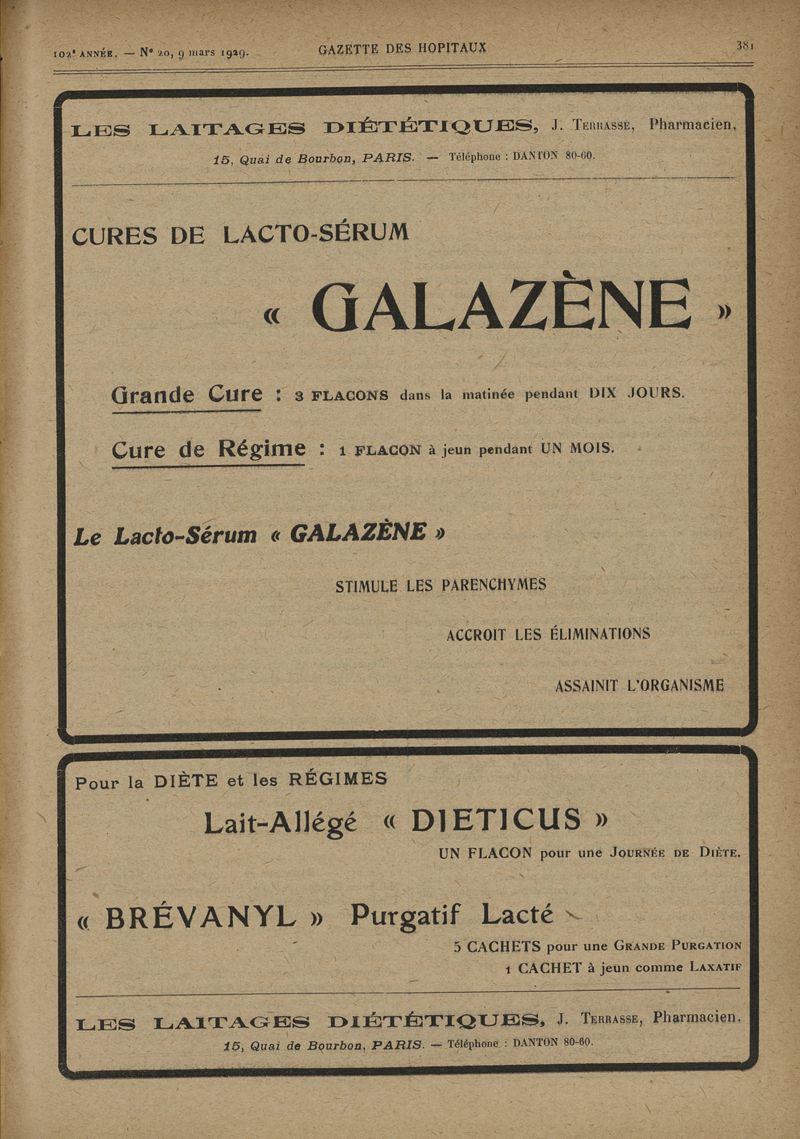 102ᵉ ANNÉE. — Nº 20, 9 mars 1929.
GAZETTE DES HOPITAUX
381
LES LAITAGES DIÉTÉTIQUES, J. TERRASSE, Pharmacien.
15, Quai de Bourbon, PARIS. — Téléphone : DANTON 80-60.
CURES DE LACTO-SÉRUM
« GALAZÈNE »
Grande Cure : 3 FLACONS dans la matinée pendant DIX JOURS.
Cure de Régime : 1 FLACON à jeun pendant UN MOIS.
Le Lacto-Sérum « GALAZÈNE »
STIMULE LES PARENCHYMES
ACCROIT LES ÉLIMINATIONS
ASSAINIT L'ORGANISME
Pour la DIÈTE et les RÉGIMES
Lait-Allégé « DIETICUS »
UN FLACON pour une JOURNÉE DE DIÈTE.
« BRÉVANYL » Purgatif Lacté
5 CACHETS pour une GRANDE PURGATION
1 CACHET à jeun comme LAXATIF
LES LAITAGES DIÉTÉTIQUES, J. TERRASSE, Pharmacien.
15, Quai de Bourbon, PARIS. — Téléphone : DANTON 80-60.